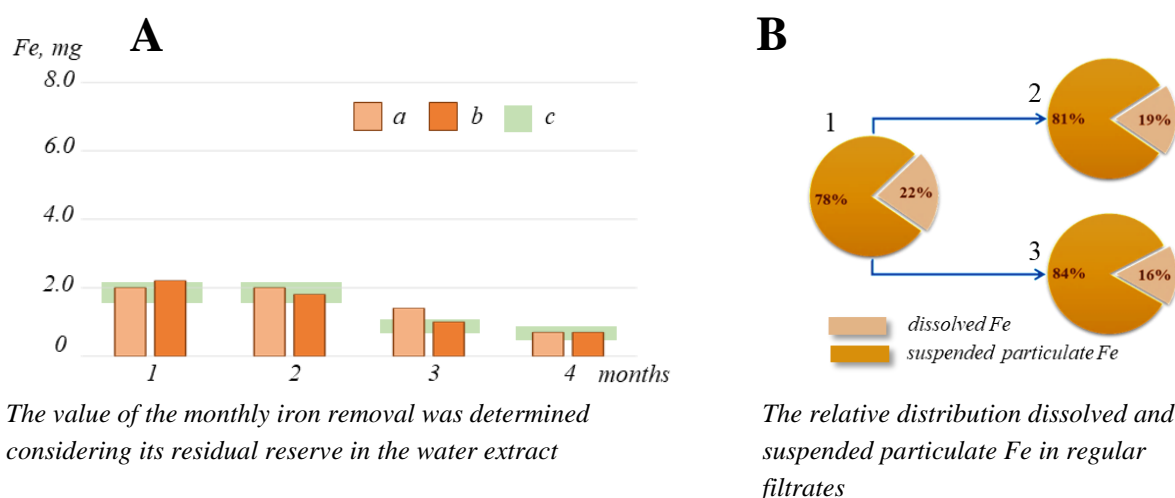 A
Fe, mg
8.0
6.0
4.0
2.0
0
a b c
1 2 3 4 months
The value of the monthly iron removal was determined
considering its residual reserve in the water extract
B
1
78% 22%
2
81% 19%
3
84% 16%
dissolved Fe
suspended particulate Fe
The relative distribution dissolved and
suspended particulate Fe in regular
filtrates